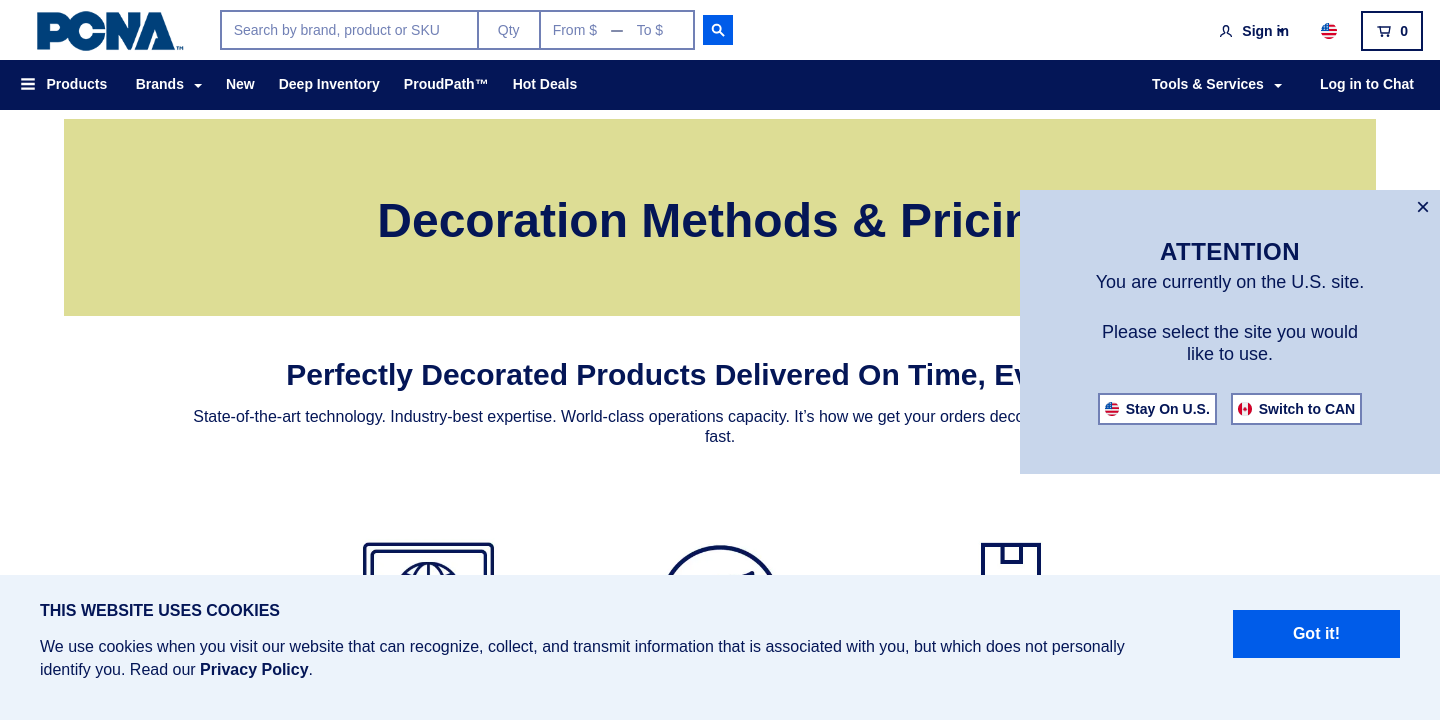 PCNA™
Search by brand, product or SKU
Qty
From $ — To $
Sign in
0
Products
Brands
New
Deep Inventory
ProudPath™
Hot Deals
Tools & Services
Log in to Chat
Decoration Methods & Pricin
ATTENTION
You are currently on the U.S. site.
Please select the site you would
like to use.
Stay On U.S.
Switch to CAN
Perfectly Decorated Products Delivered On Time,
State-of-the-art technology. Industry-best expertise. World-class operations capacity. It’s how we get your orders
fast.
THIS WEBSITE USES COOKIES
We use cookies when you visit our website that can recognize, collect, and transmit information that is associated with you, but which does not personally
identify you. Read our Privacy Policy.
Got it!